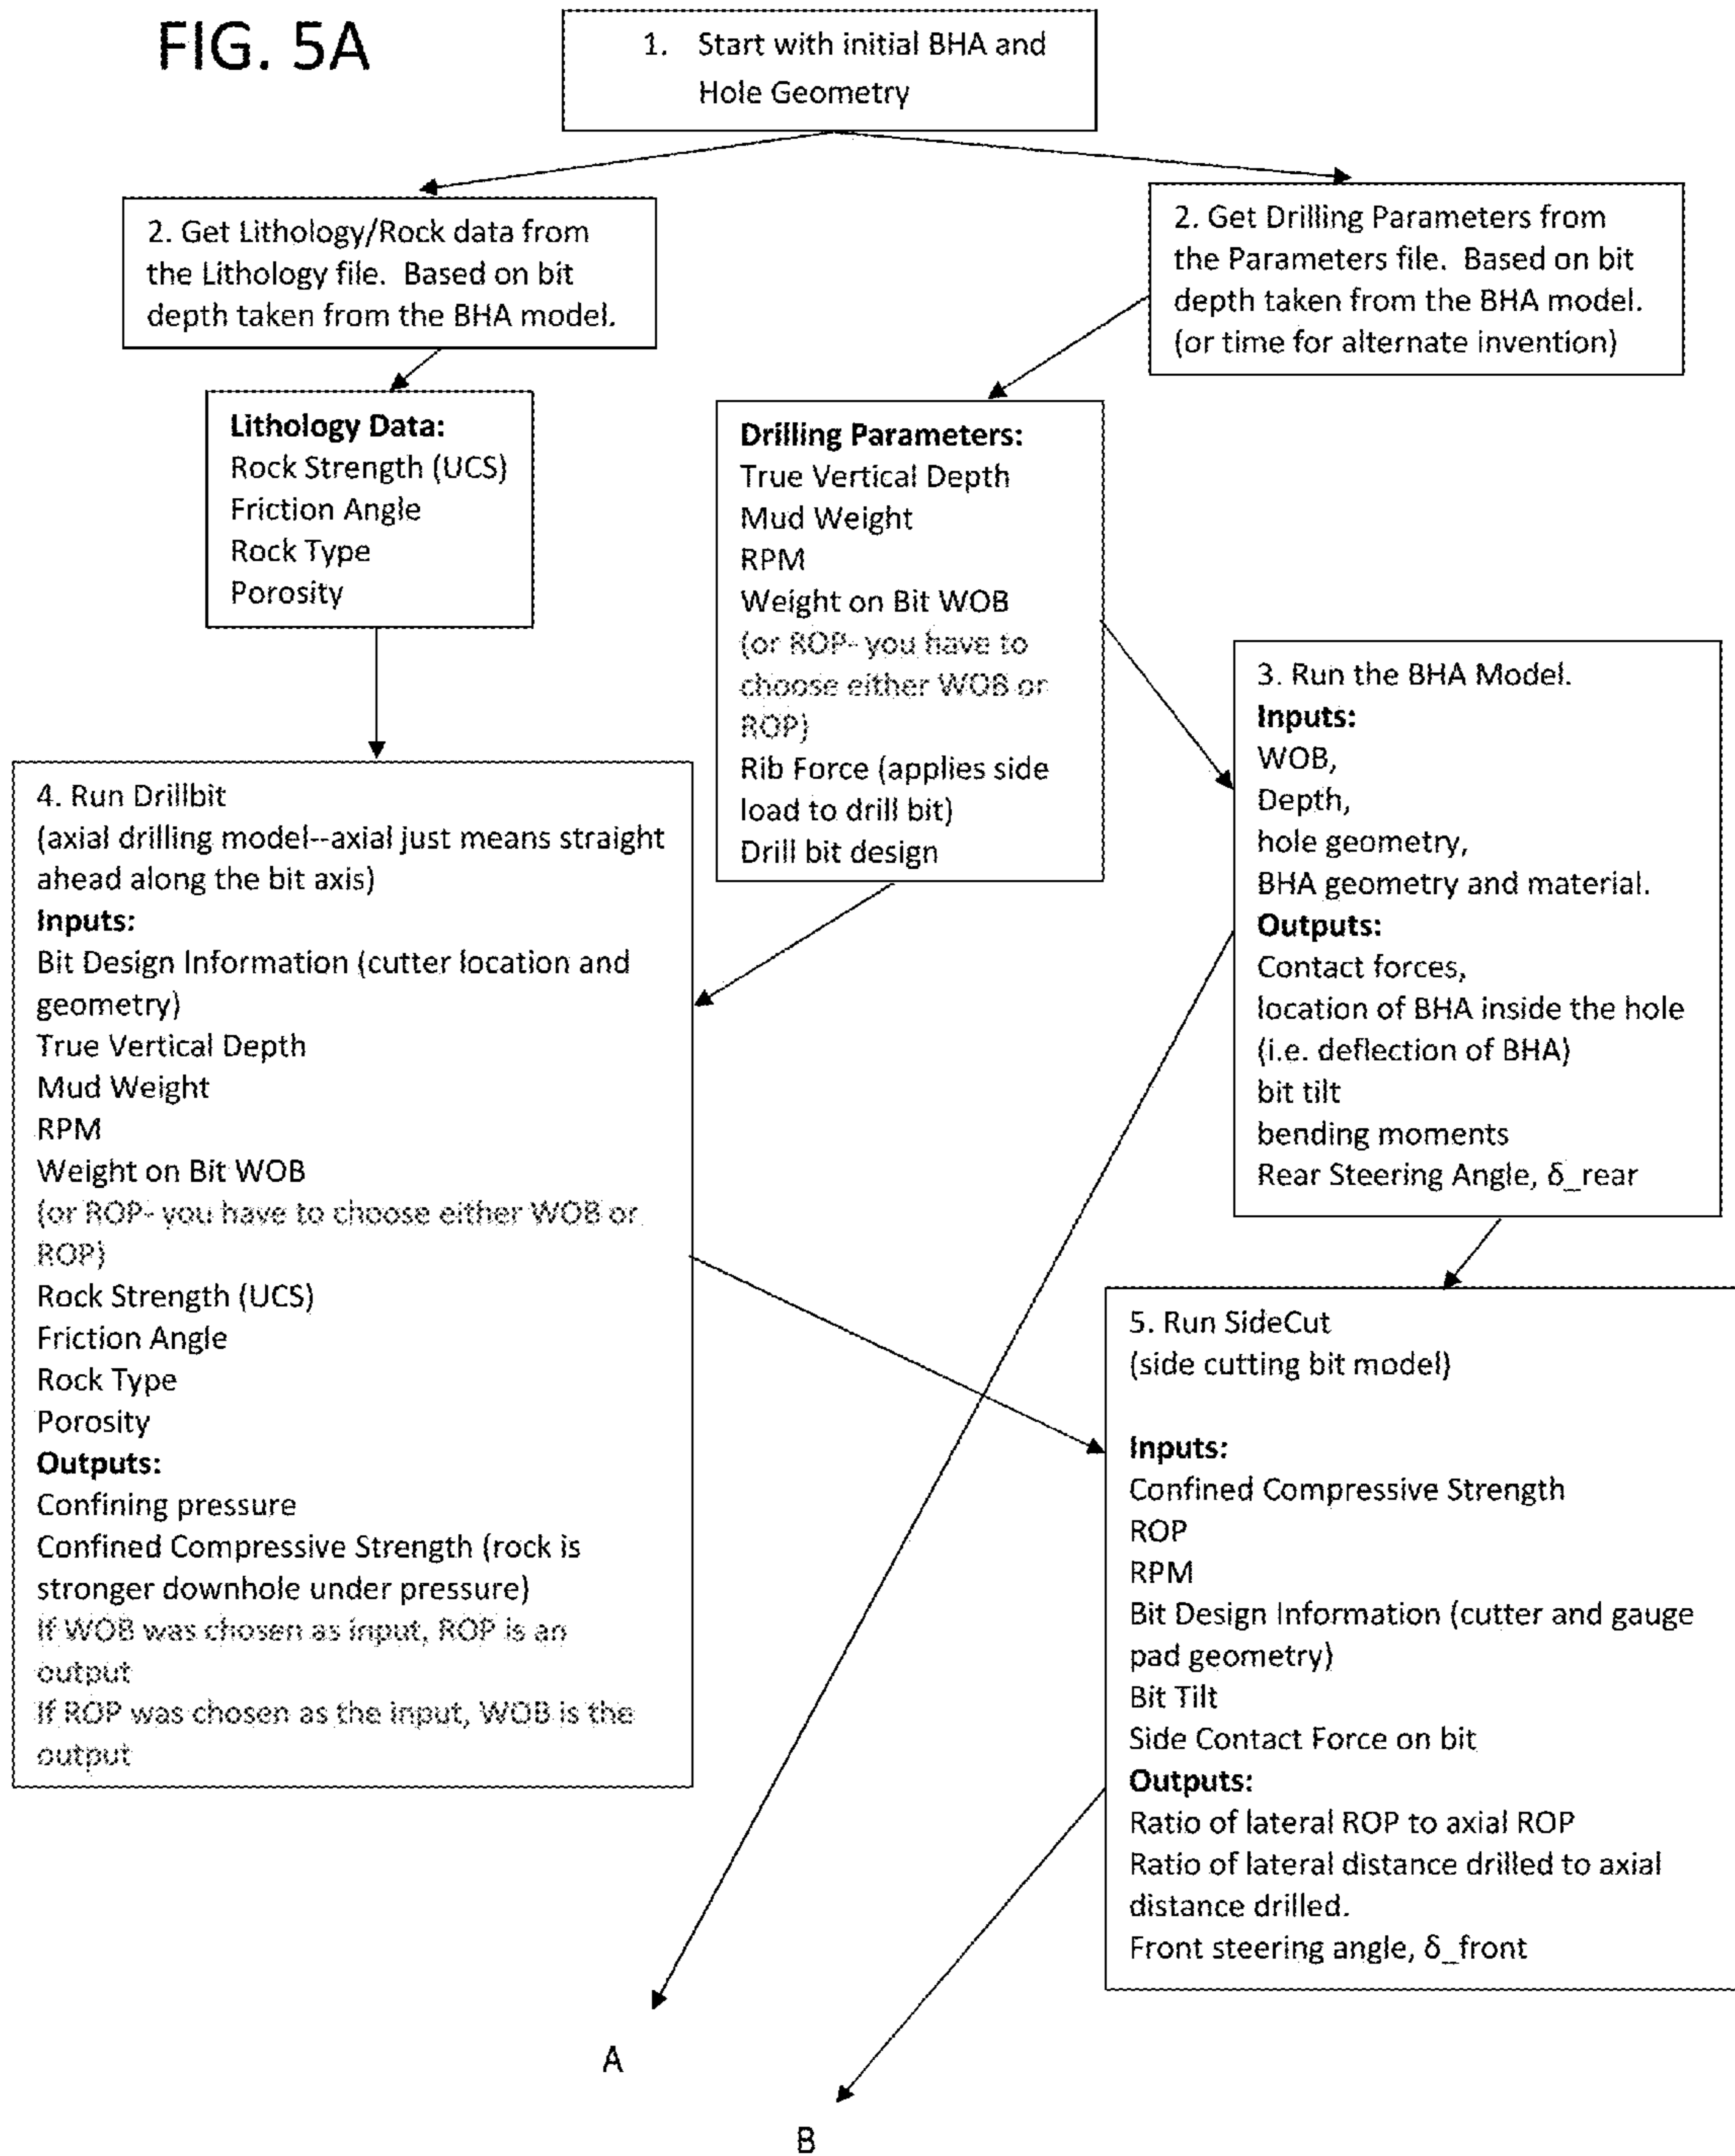 FIG. 5A
1. Start with initial BHA and
Hole Geometry
2. Get Lithology/Rock data from
the Lithology file. Based on bit
depth taken from the BHA model.
2. Get Drilling Parameters from
the Parameters file. Based on bit
depth taken from the BHA model.
(or time for alternate invention)
Lithology Data:
Rock Strength (UCS)
Friction Angle
Rock Type
Porosity
Drilling Parameters:
True Vertical Depth
Mud Weight
RPM
Weight on Bit WOB
(or ROP- you have to
choose either WOB or
ROP)
Rib Force (applies side
load to drill bit)
Drill bit design
3. Run the BHA Model.
Inputs:
WOB,
Depth,
hole geometry,
BHA geometry and material.
Outputs:
Contact forces,
location of BHA inside the hole
(i.e. deflection of BHA)
bit tilt
bending moments
Rear Steering Angle, δ_rear
4. Run Drillbit
(axial drilling model--axial just means straight
ahead along the bit axis)
Inputs:
Bit Design Information (cutter location and
geometry)
True Vertical Depth
Mud Weight
RPM
Weight on Bit WOB
(or ROP- you have to choose either WOB or
ROP)
Rock Strength (UCS)
Friction Angle
Rock Type
Porosity
Outputs:
Confining pressure
Confined Compressive Strength (rock is
stronger downhole under pressure)
If WOB was chosen as input, ROP is an
output
If ROP was chosen as the input, WOB is the
output
5. Run SideCut
(side cutting bit model)
Inputs:
Confined Compressive Strength
ROP
RPM
Bit Design Information (cutter and gauge
pad geometry)
Bit Tilt
Side Contact Force on bit
Outputs:
Ratio of lateral ROP to axial ROP
Ratio of lateral distance drilled to axial
distance drilled.
Front steering angle, δ_front
A
B